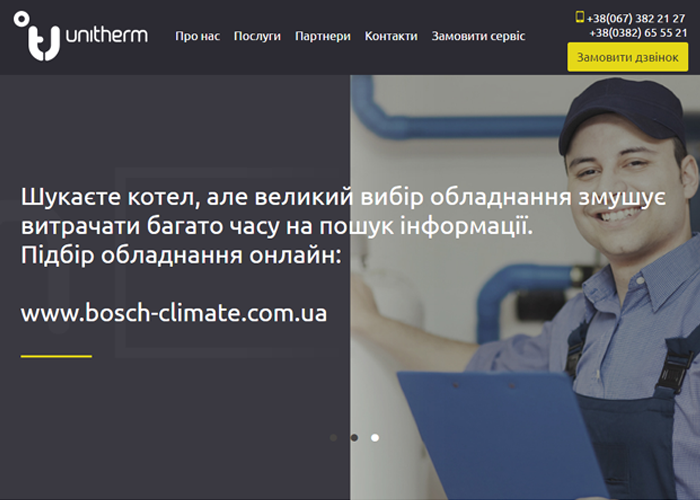 unitherm
Про нас Послуги Партнери Контакти Замовити сервіс
+38(067) 382 21 27
+38(0382) 65 55 21
Замовити дзвінок
Шукаєте котел, але великий вибір обладнання змушує
витрачати багато часу на пошук інформації.
Підбір обладнання онлайн:
www.bosch-climate.com.ua